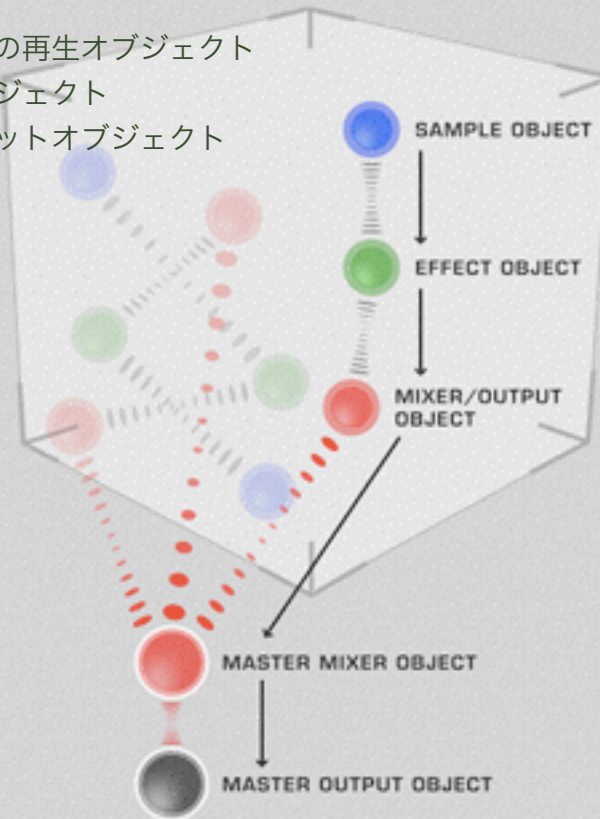 の再生オブジェクト
ジェクト
ットオブジェクト
SAMPLE OBJECT
EFFECT OBJECT
MIXER/OUTPUT
OBJECT
MASTER MIXER OBJECT
MASTER OUTPUT OBJECT